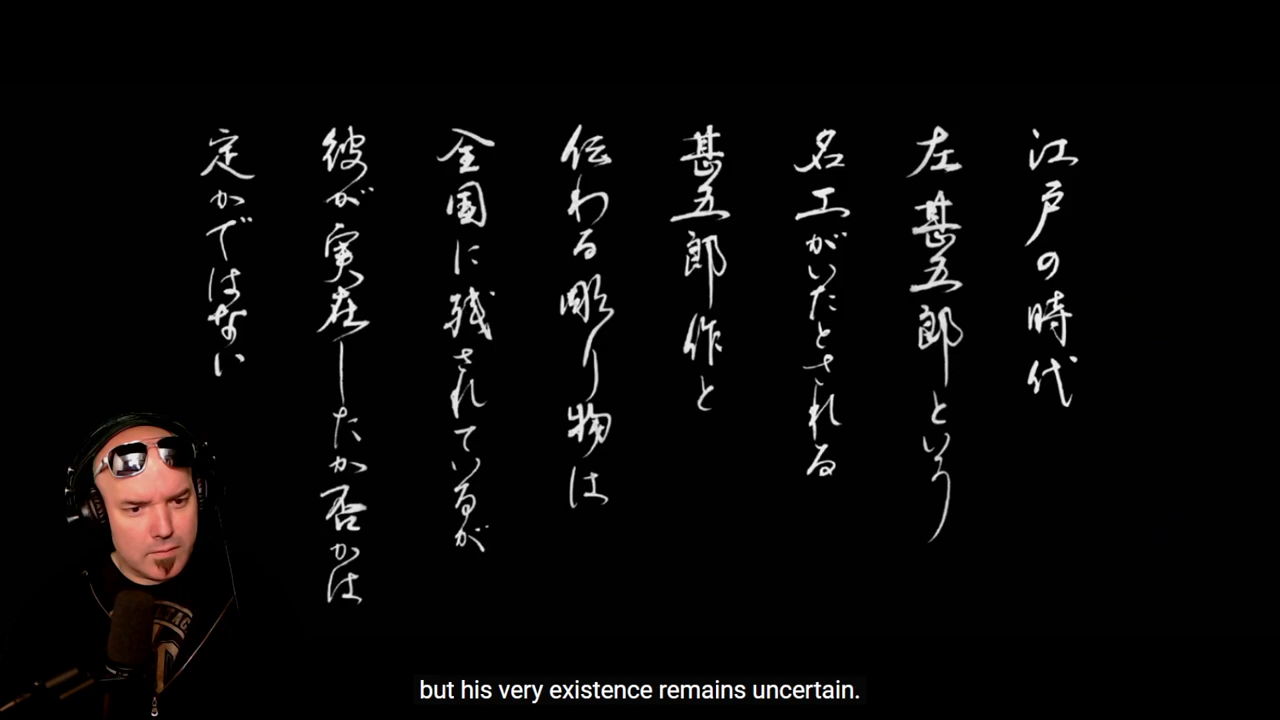 江戸の時代
左甚五郎という
名工がいたとされる
甚五郎作と
伝わる彫り物は
全国に残されているが
彼が実在したか否かは
定かではない
but his very existence remains uncertain.